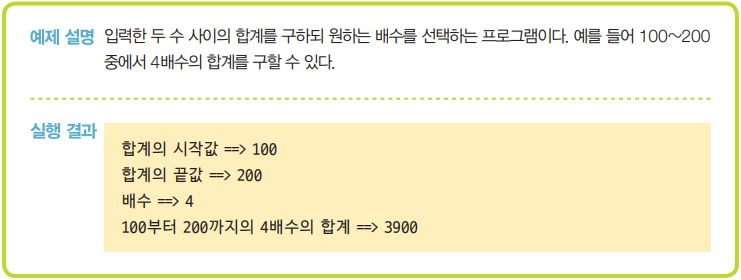 예제 설명 입력한 두 수 사이의 합계를 구하되 원하는 배수를 선택하는 프로그램이다. 예를 들어 100~200
중에서 4배수의 합계를 구할 수 있다.
실행 결과
합계의 시작값 ==> 100
합계의 끝값 ==> 200
배수 ==> 4
100부터 200까지의 4배수의 합계 ==> 3900